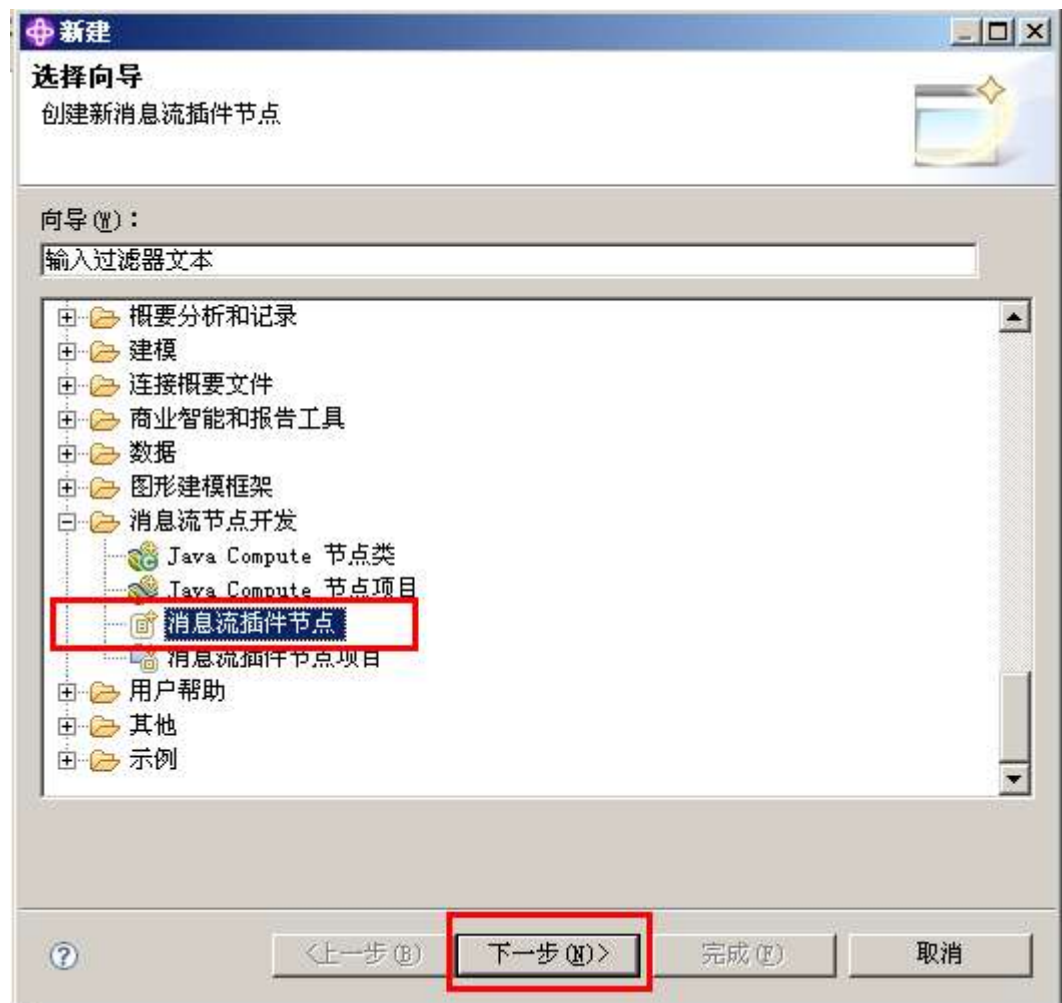 新建
选择向导
创建新消息流插件节点
向导(W):
输入过滤器文本
概要分析和记录
建模
连接概要文件
商业智能和报告工具
数据
图形建模框架
消息流节点开发
Java Compute 节点类
Java Compute 节点项目
消息流插件节点
消息流插件节点项目
用户帮助
其他
示例
<上一步(B) 下一步(N)> 完成(F) 取消